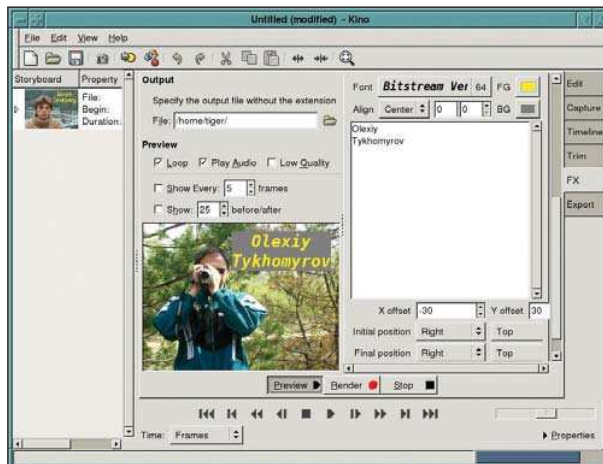 Untitled (modified) - Kino
File Edit View Help
Storyboard Property
File:
Begin:
Duration:
Output
Specify the output file without the extension
File: /home/tiger/
Preview
Loop Play Audio Low Quality
Show Every: 5 frames
Show: 25 before/after
Olexiy
Tykhomyrov
Font Bitstream Ver 64 FG
Align Center 0 0 BG
Olexiy
Tykhomyrov
X offset -30 Y offset 30
Initial position Right Top
Final position Right Top
Edit
Capture
Timeline
Trim
FX
Export
Preview Render Stop
Time: Frames
Properties